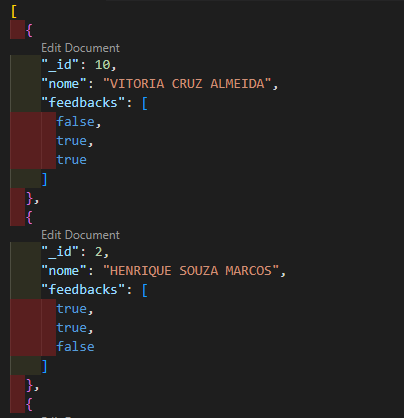 [
{
Edit Document
"_id": 10,
"nome": "VITORIA CRUZ ALMEIDA",
"feedbacks": [
false,
true,
true
]
},
{
Edit Document
"_id": 2,
"nome": "HENRIQUE SOUZA MARCOS",
"feedbacks": [
true,
true,
false
]
},
{